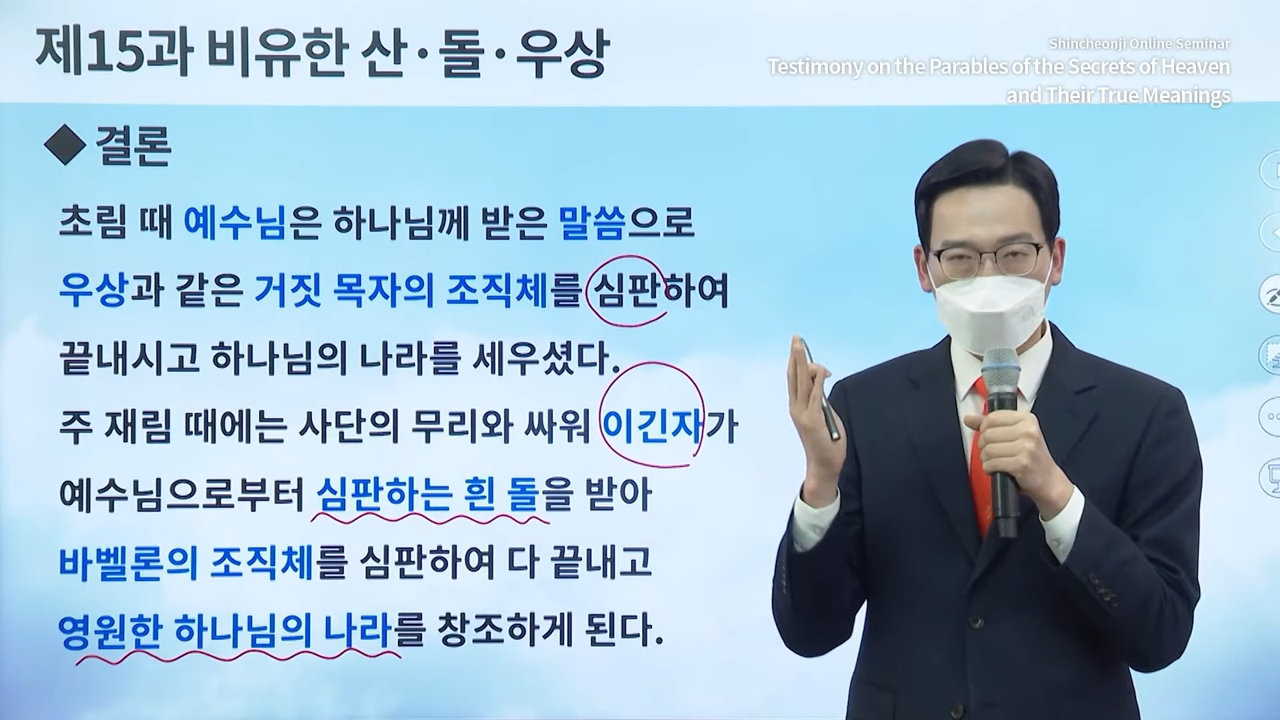 제15과 비유한 산·돌·우상
Shincheonji Online Seminar
Testimony on the Parables of the Secrets of Heaven
and Their True Meanings
◆ 결론
초림 때 예수님은 하나님께 받은 말씀으로
우상과 같은 거짓 목자의 조직체를 심판하여
끝내시고 하나님의 나라를 세우셨다.
주 재림 때에는 사단의 무리와 싸워 이긴자가
예수님으로부터 심판하는 흰 돌을 받아
바벨론의 조직체를 심판하여 다 끝내고
영원한 하나님의 나라를 창조하게 된다.